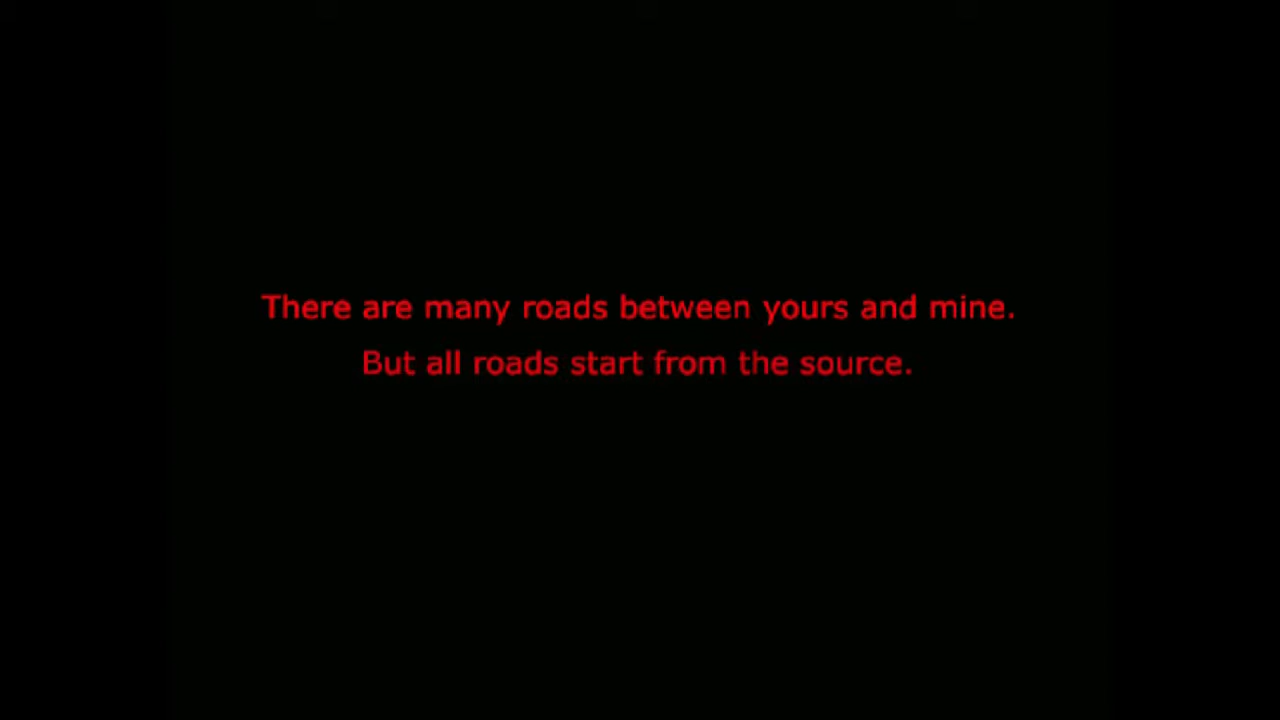 There are many roads between yours and mine.
But all roads start from the source.